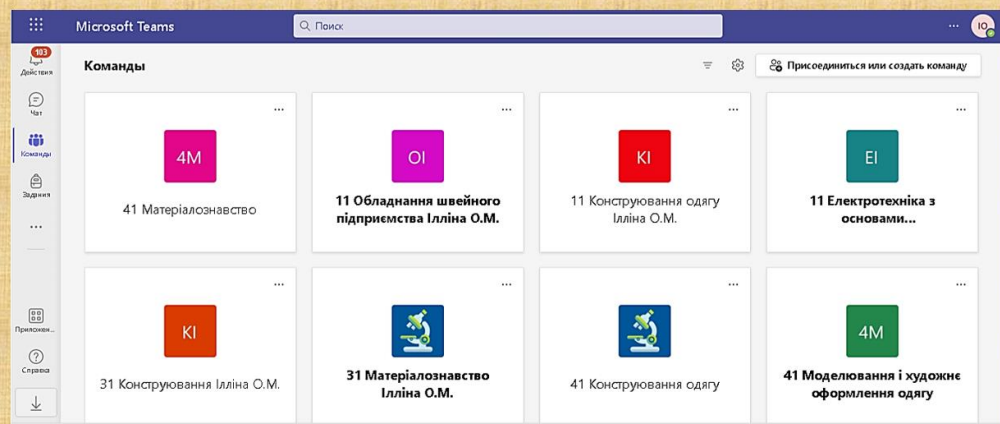 Microsoft Teams
Поиск
...
Ю
103
Действия
Команды
Присоединиться или создать команду
Чат
Команды
Задания
...
4М
...
ОІ
...
КІ
...
ЕІ
...
41 Матеріалознавство
11 Обладнання швейного
підприємства Ілліна О.М.
11 Конструювання одягу
Ілліна О.М.
11 Електротехніка з
основами...
Приложен...
Справка
КІ
...
...
...
4М
...
31 Конструювання Ілліна О.М.
31 Матеріалознавство
Ілліна О.М.
41 Конструювання одягу
41 Моделювання і художнє
оформлення одягу